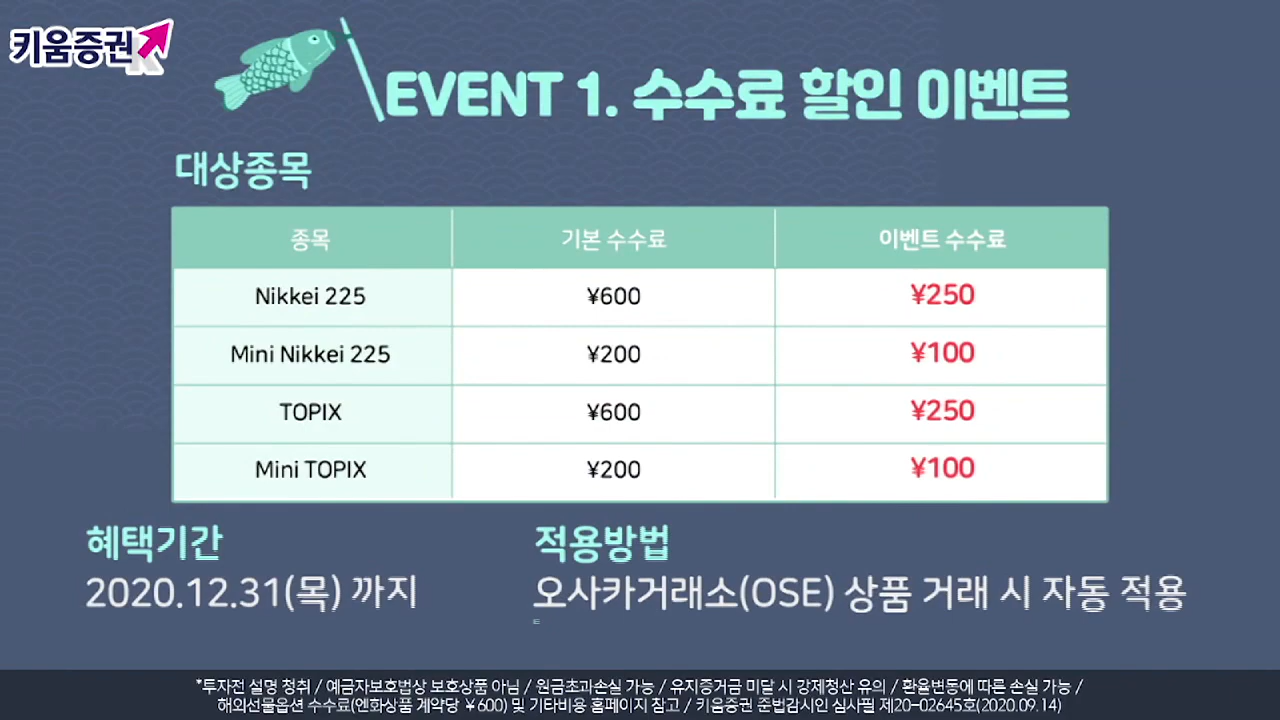 키움증권
EVENT 1. 수수료 할인 이벤트
대상종목
종목 기본 수수료 이벤트 수수료
Nikkei 225 ¥600 ¥250
Mini Nikkei 225 ¥200 ¥100
TOPIX ¥600 ¥250
Mini TOPIX ¥200 ¥100
혜택기간
2020.12.31(목) 까지
적용방법
오사카거래소(OSE) 상품 거래 시 자동 적용
*투자전 설명 청취 / 예금자보호법상 보호상품 아님 / 원금초과손실 가능 / 유지증거금 미달 시 강제청산 유의 / 환율변동에 따른 손실 가능 /
해외선물옵션 수수료(엔화상품 계약당 ¥600) 및 기타비용 홈페이지 참고 / 키움증권 준법감시인 심사필 제20-02645호(2020.09.14)